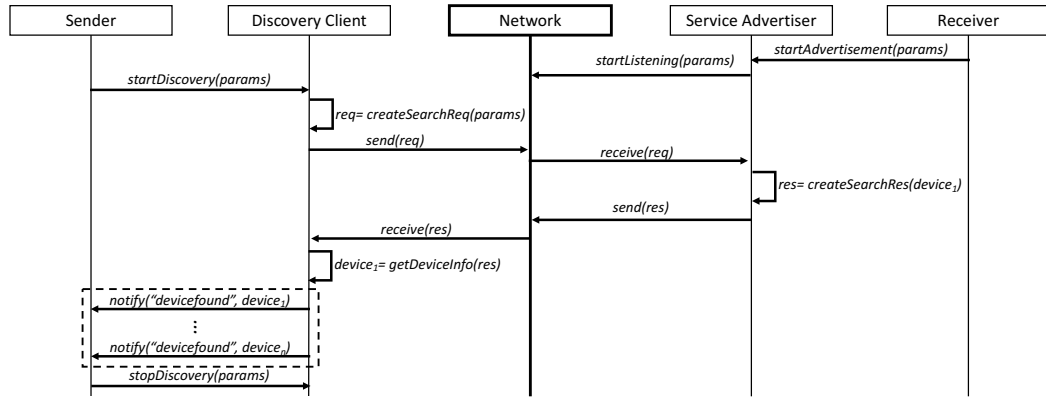 Sender
Discovery Client
Network
Service Advertiser
Receiver
startAdvertisement(params)
startListening(params)
startDiscovery(params)
req= createSearchReq(params)
send(req)
receive(req)
res= createSearchRes(device₁)
send(res)
receive(res)
device₁= getDeviceInfo(res)
notify(“devicefound”, device₁)
⋮
notify(“devicefound”, deviceₙ)
stopDiscovery(params)